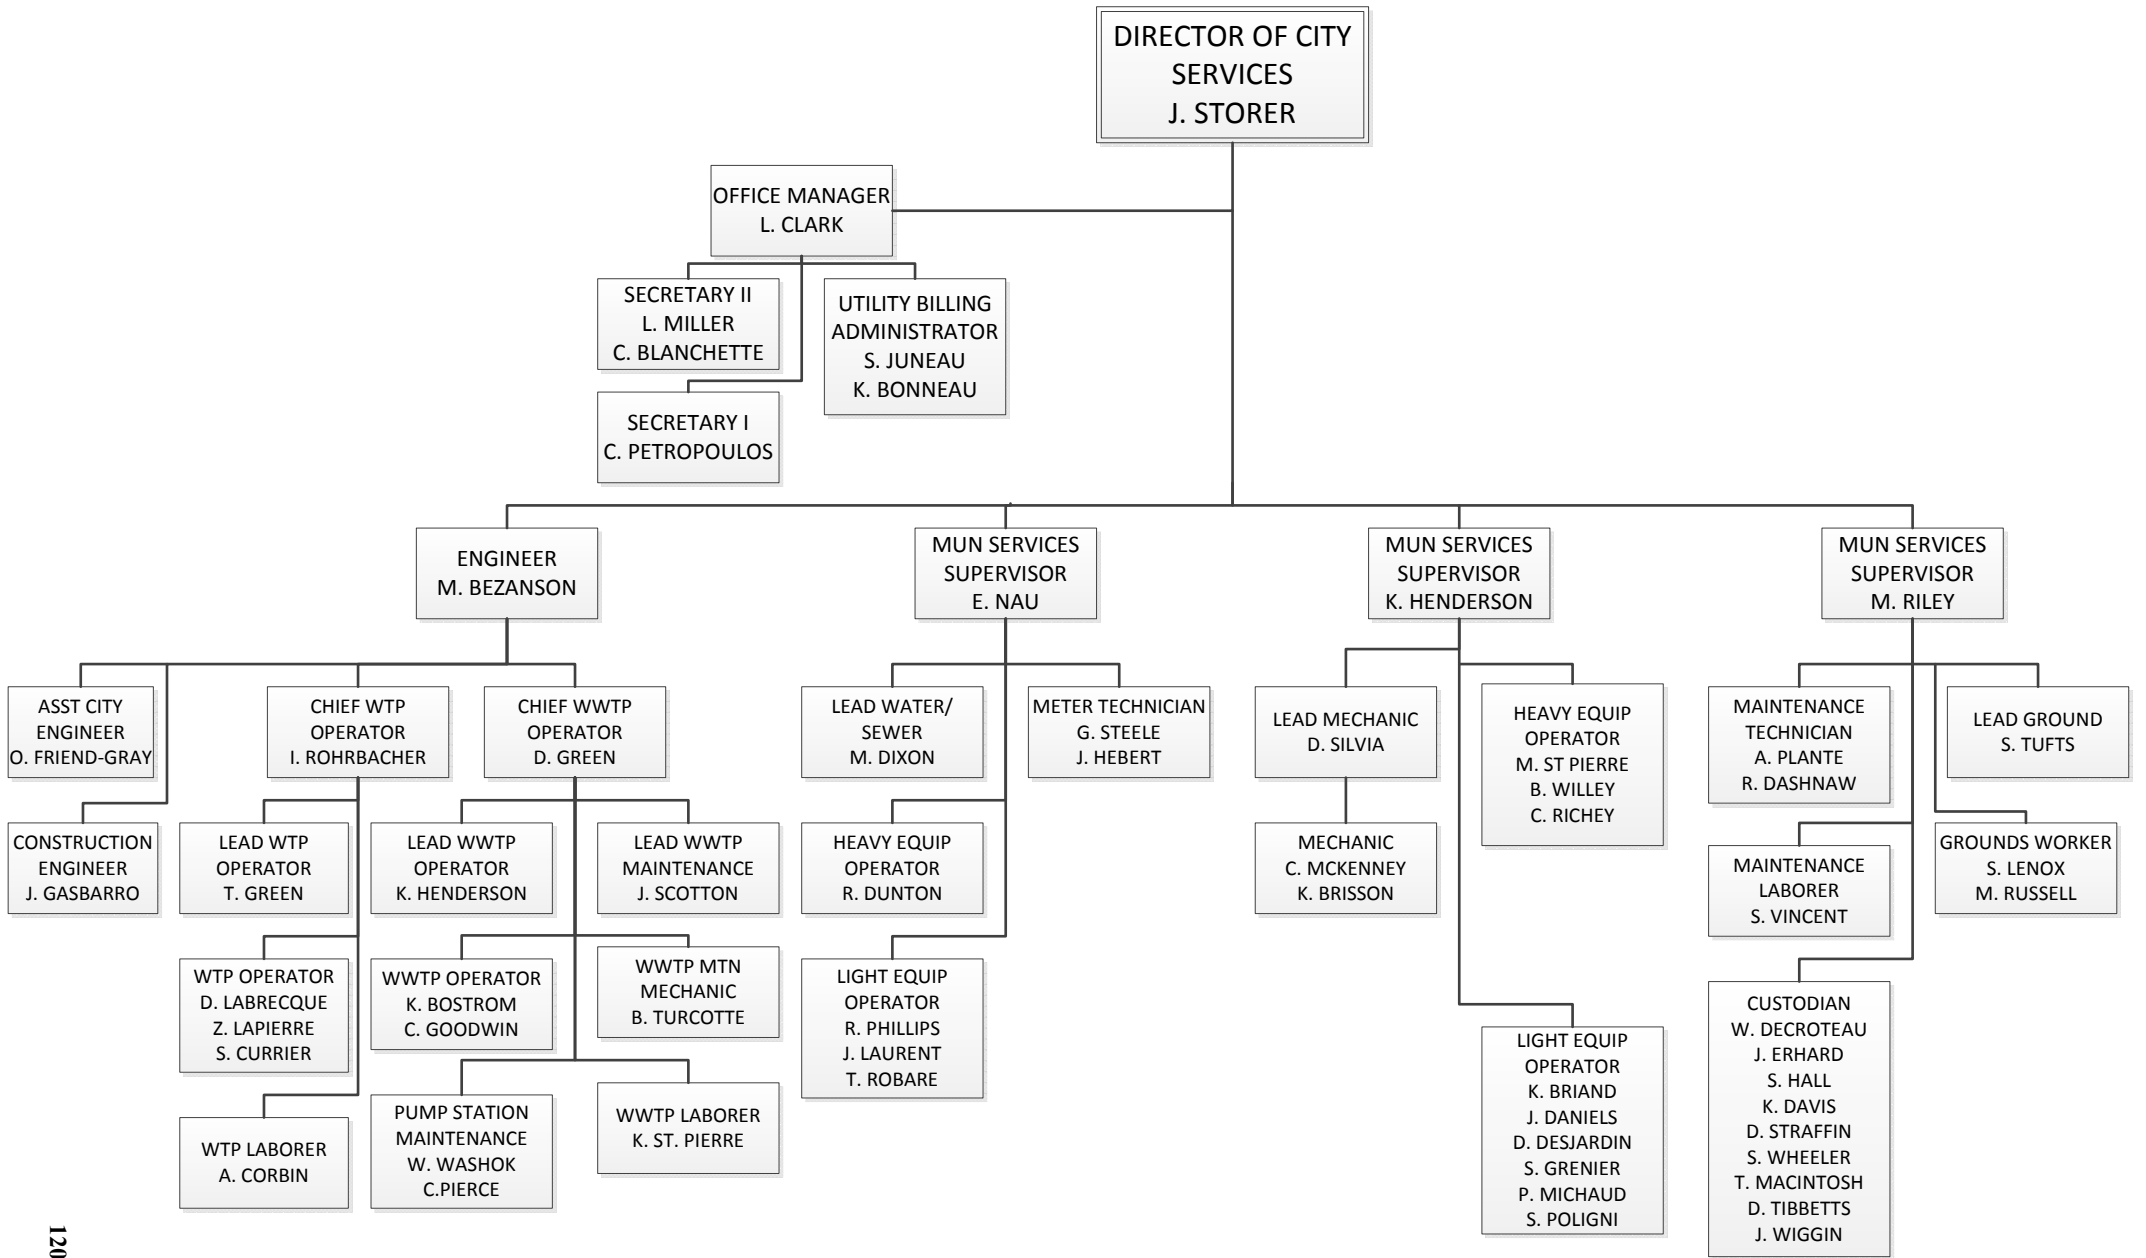 DIRECTOR OF CITY
SERVICES
J. STORER
OFFICE MANAGER
L. CLARK
SECRETARY II
L. MILLER
C. BLANCHETTE
UTILITY BILLING
ADMINISTRATOR
S. JUNEAU
K. BONNEAU
SECRETARY I
C. PETROPOULOS
ENGINEER
M. BEZANSON
MUN SERVICES
SUPERVISOR
E. NAU
MUN SERVICES
SUPERVISOR
K. HENDERSON
MUN SERVICES
SUPERVISOR
M. RILEY
ASST CITY
ENGINEER
O. FRIEND-GRAY
CHIEF WTP
OPERATOR
I. ROHRBACHER
CHIEF WWTP
OPERATOR
D. GREEN
LEAD WATER/
SEWER
M. DIXON
METER TECHNICIAN
G. STEELE
J. HEBERT
LEAD MECHANIC
D. SILVIA
HEAVY EQUIP
OPERATOR
M. ST PIERRE
B. WILLEY
C. RICHEY
MAINTENANCE
TECHNICIAN
A. PLANTE
R. DASHNAW
LEAD GROUND
S. TUFTS
CONSTRUCTION
ENGINEER
J. GASBARRO
LEAD WTP
OPERATOR
T. GREEN
LEAD WWTP
OPERATOR
K. HENDERSON
LEAD WWTP
MAINTENANCE
J. SCOTTON
HEAVY EQUIP
OPERATOR
R. DUNTON
MECHANIC
C. MCKENNEY
K. BRISSON
MAINTENANCE
LABORER
S. VINCENT
GROUNDS WORKER
S. LENOX
M. RUSSELL
WTP OPERATOR
D. LABRECQUE
Z. LAPIERRE
S. CURRIER
WWTP OPERATOR
K. BOSTROM
C. GOODWIN
WWTP MTN
MECHANIC
B. TURCOTTE
LIGHT EQUIP
OPERATOR
R. PHILLIPS
J. LAURENT
T. ROBARE
LIGHT EQUIP
OPERATOR
K. BRIAND
J. DANIELS
D. DESJARDIN
S. GRENIER
P. MICHAUD
S. POLIGNI
CUSTODIAN
W. DECROTEAU
J. ERHARD
S. HALL
K. DAVIS
D. STRAFFIN
S. WHEELER
T. MACINTOSH
D. TIBBETTS
J. WIGGIN
WTP LABORER
A. CORBIN
PUMP STATION
MAINTENANCE
W. WASHOK
C.PIERCE
WWTP LABORER
K. ST. PIERRE
120